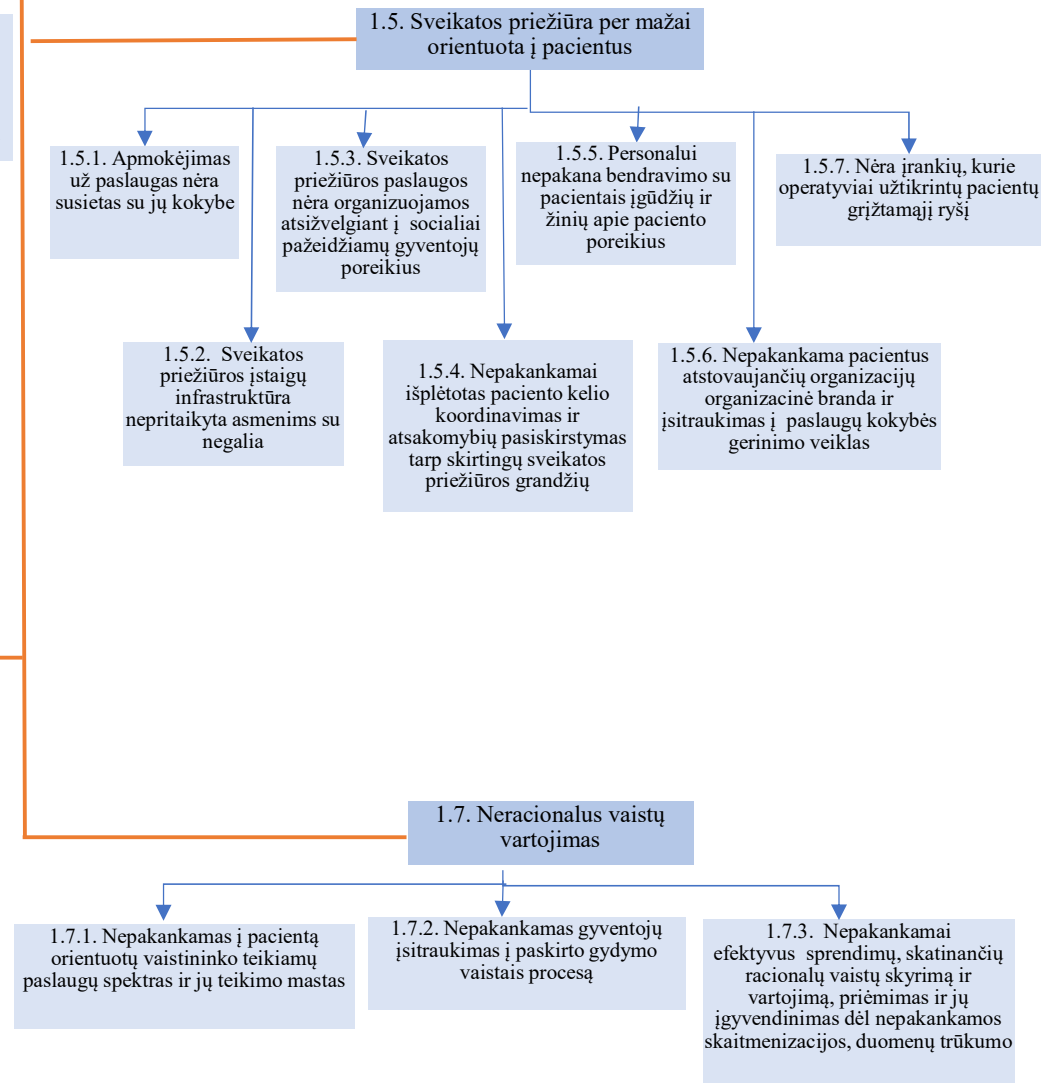 1.5. Sveikatos priežiūra per mažai
orientuota į pacientus
1.5.1. Apmokėjimas
už paslaugas nėra
susietas su jų kokybe
1.5.3. Sveikatos
priežiūros paslaugos
nėra organizuojamos
atsižvelgiant į socialiai
pažeidžiamų gyventojų
poreikius
1.5.5. Personalui
nepakana bendravimo su
pacientais įgūdžių ir
žinių apie paciento
poreikius
1.5.7. Nėra įrankių, kurie
operatyviai užtikrintų pacientų
grįžtamąjį ryšį
1.5.2. Sveikatos
priežiūros įstaigų
infrastruktūra
nepritaikyta asmenims su
negalia
1.5.4. Nepakankamai
išplėtotas paciento kelio
koordinavimas ir
atsakomybių pasiskirstymas
tarp skirtingų sveikatos
priežiūros grandžių
1.5.6. Nepakankama pacientus
atstovaujančių organizacijų
organizacinė branda ir
įsitraukimas į paslaugų kokybės
gerinimo veiklas
1.7. Neracionalus vaistų
vartojimas
1.7.1. Nepakankamas į pacientą
orientuotų vaistininko teikiamų
paslaugų spektras ir jų teikimo mastas
1.7.2. Nepakankamas gyventojų
įsitraukimas į paskirto gydymo
vaistais procesą
1.7.3. Nepakankamai
efektyvus sprendimų, skatinančių
racionalų vaistų skyrimą ir
vartojimą, priėmimas ir jų
įgyvendinimas dėl nepakankamos
skaitmenizacijos, duomenų trūkumo